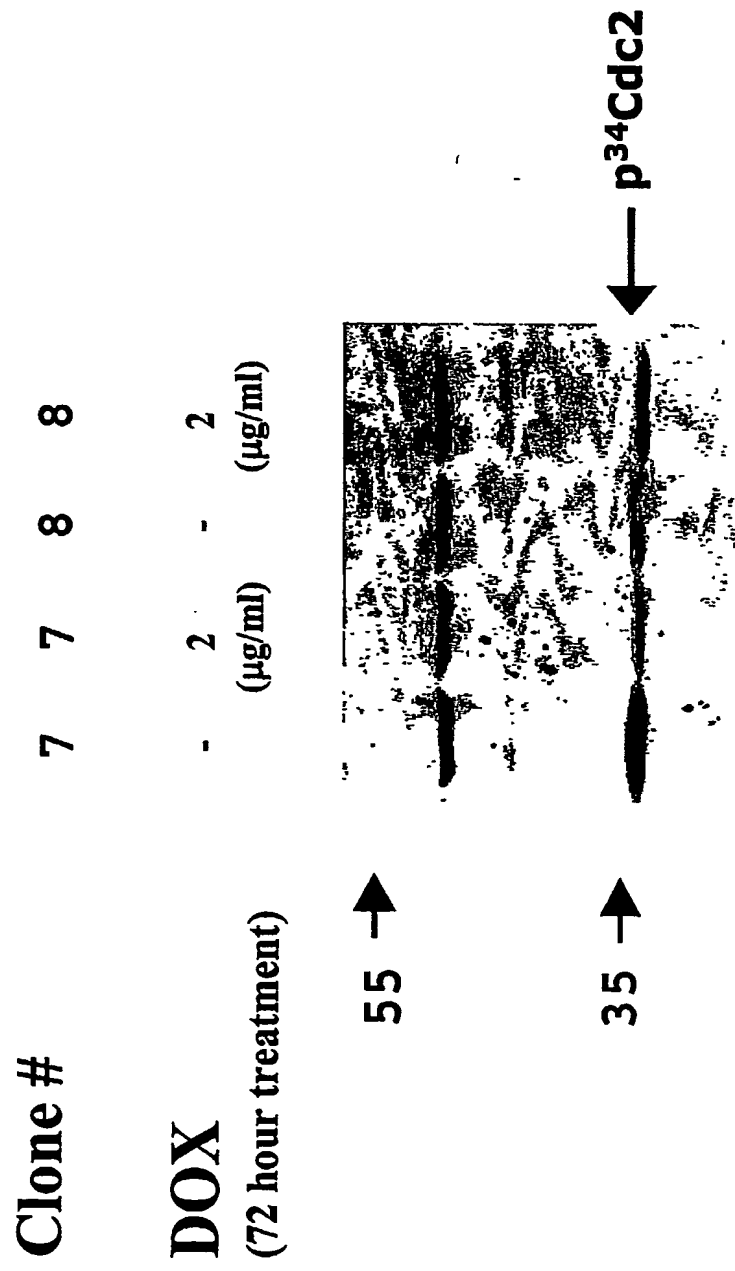 Clone # 7 7 8 8
DOX - 2 - 2
(72 hour treatment) (μg/ml) (μg/ml)
55
35 p³⁴Cdc2